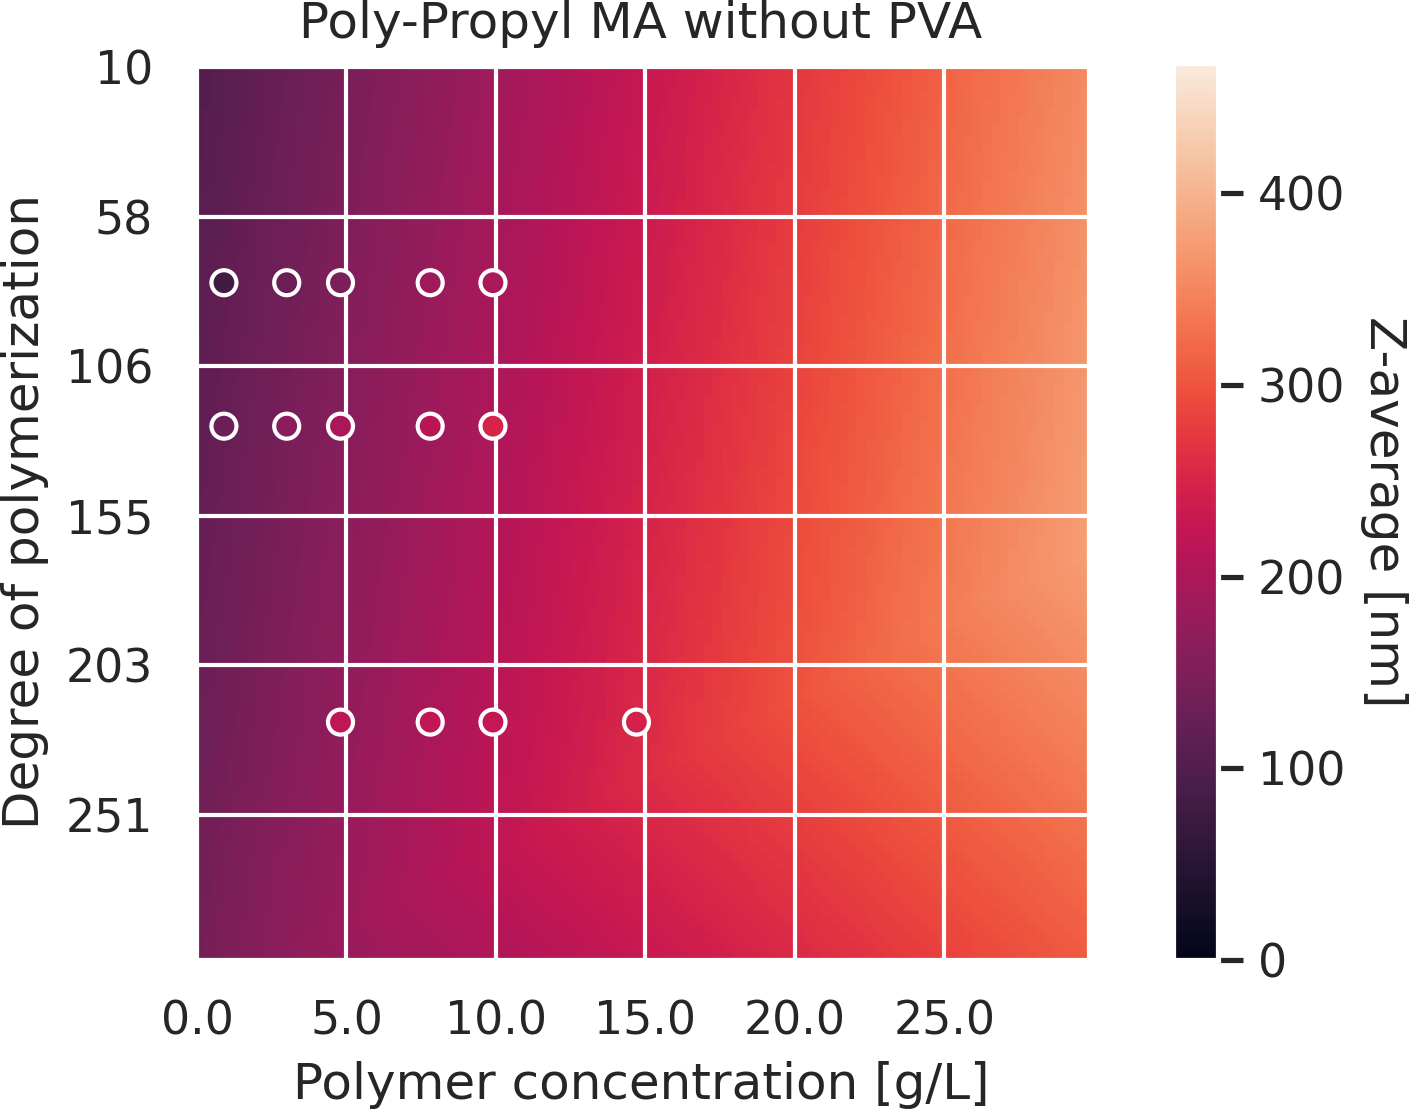 Poly-Propyl MA without PVA
10
58
106
155
203
251
Degree of polymerization
0.0 5.0 10.0 15.0 20.0 25.0
Polymer concentration [g/L]
400
300
200
100
0
Z-average [nm]